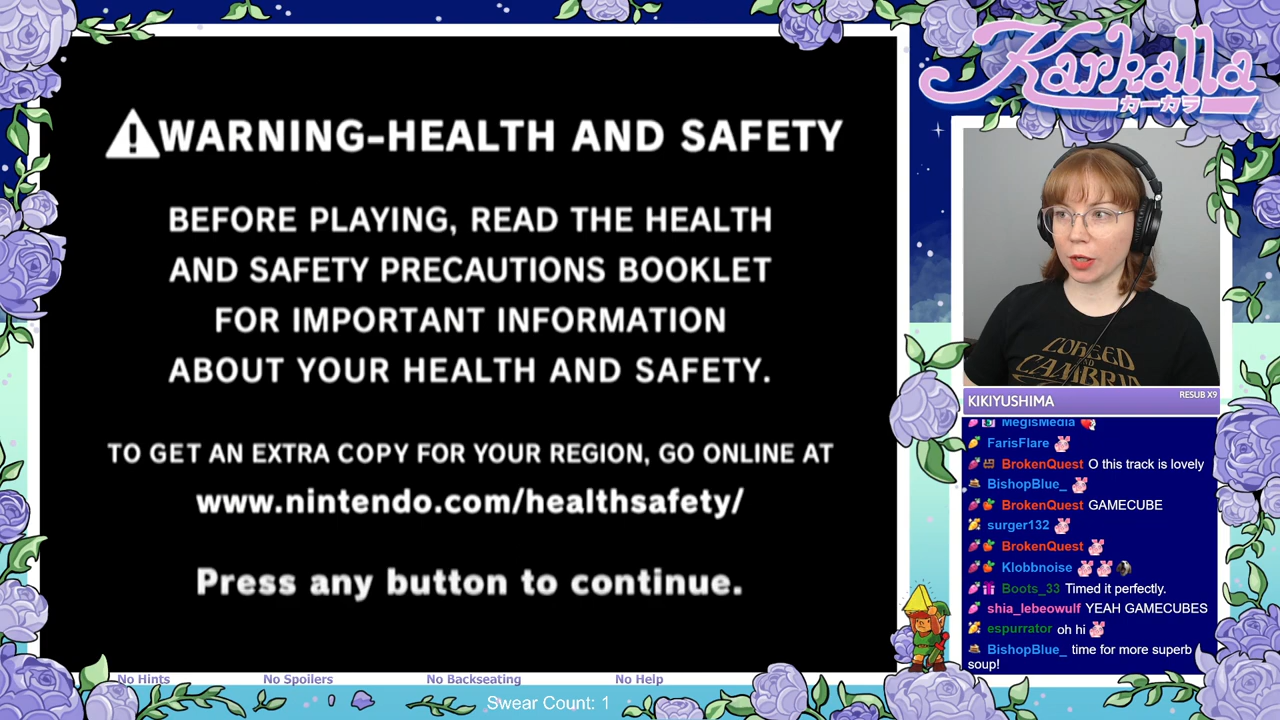 WARNING-HEALTH AND SAFETY
BEFORE PLAYING, READ THE HEALTH
AND SAFETY PRECAUTIONS BOOKLET
FOR IMPORTANT INFORMATION
ABOUT YOUR HEALTH AND SAFETY.
TO GET AN EXTRA COPY FOR YOUR REGION, GO ONLINE AT
www.nintendo.com/healthsafety/
Press any button to continue.
No Hints
No Spoilers
No Backseating
No Help
Swear Count: 1
Karkalla
カーカラ
COHEED
AND
CAMBRIA
KIKIYUSHIMA
RESUB X9
MegisMedia
FarisFlare
BrokenQuest O this track is lovely
BishopBlue_
BrokenQuest GAMECUBE
surger132
BrokenQuest
Klobbnoise
Boots_33 Timed it perfectly.
shia_lebeowulf YEAH GAMECUBES
espurrator oh hi
BishopBlue_ time for more superb
soup!